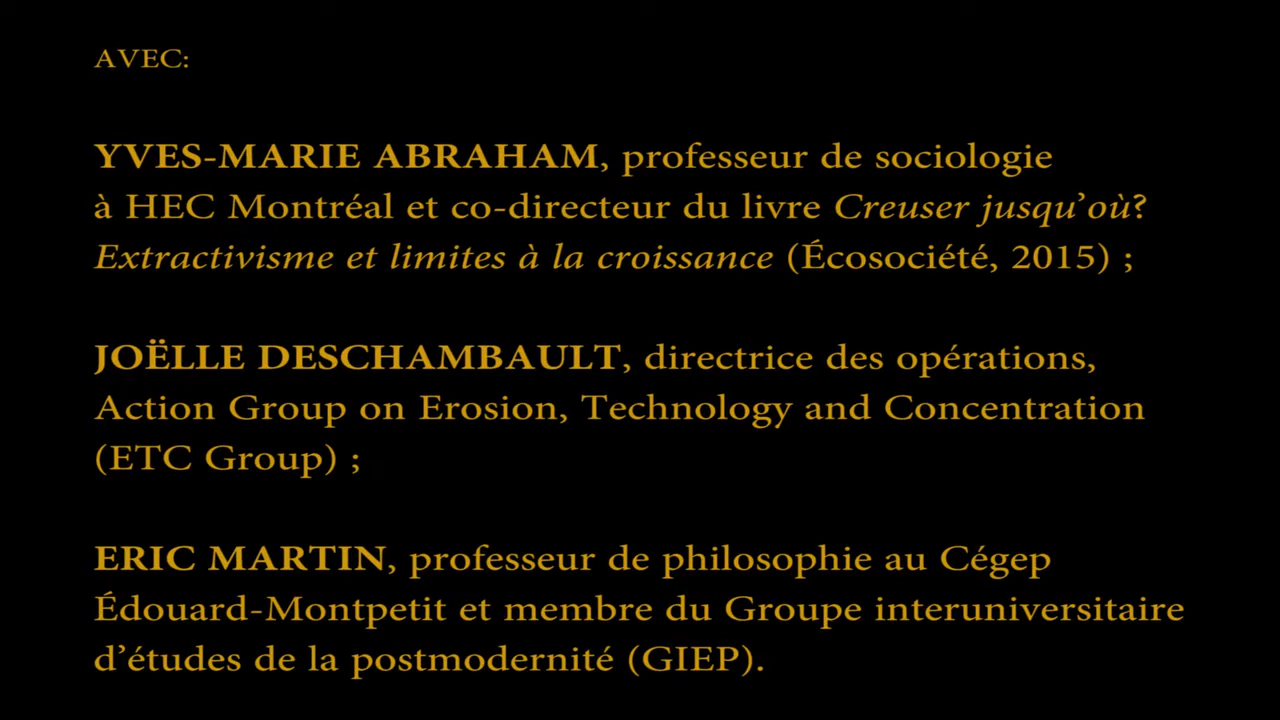 AVEC:
YVES-MARIE ABRAHAM, professeur de sociologie
à HEC Montréal et co-directeur du livre Creuser jusqu’où?
Extractivisme et limites à la croissance (Écosociété, 2015) ;
JOËLLE DESCHAMBAULT, directrice des opérations,
Action Group on Erosion, Technology and Concentration
(ETC Group) ;
ERIC MARTIN, professeur de philosophie au Cégep
Édouard-Montpetit et membre du Groupe interuniversitaire
d’études de la postmodernité (GIEP).